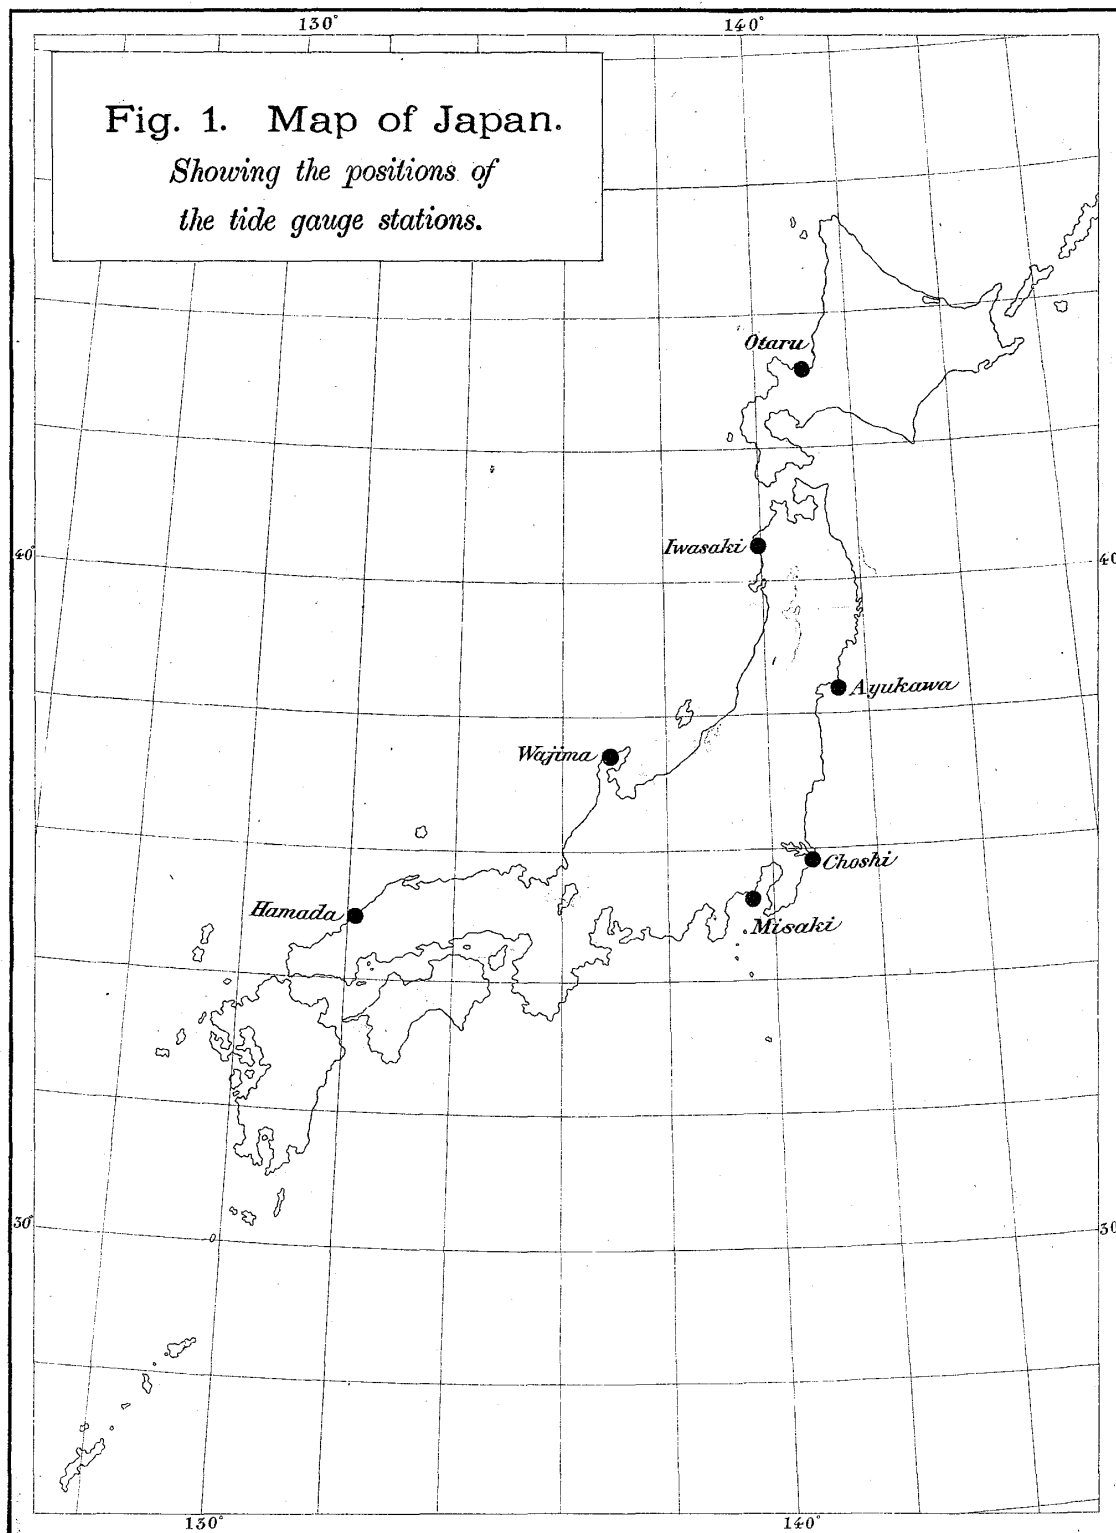 130°
140°
Fig. 1. Map of Japan.
Showing the positions of
the tide gauge stations.
Otaru
Iwasaki
40°
40
Ayukawa
Wajima
Choshi
Hamada
Misaki
30°
30
130°
140°